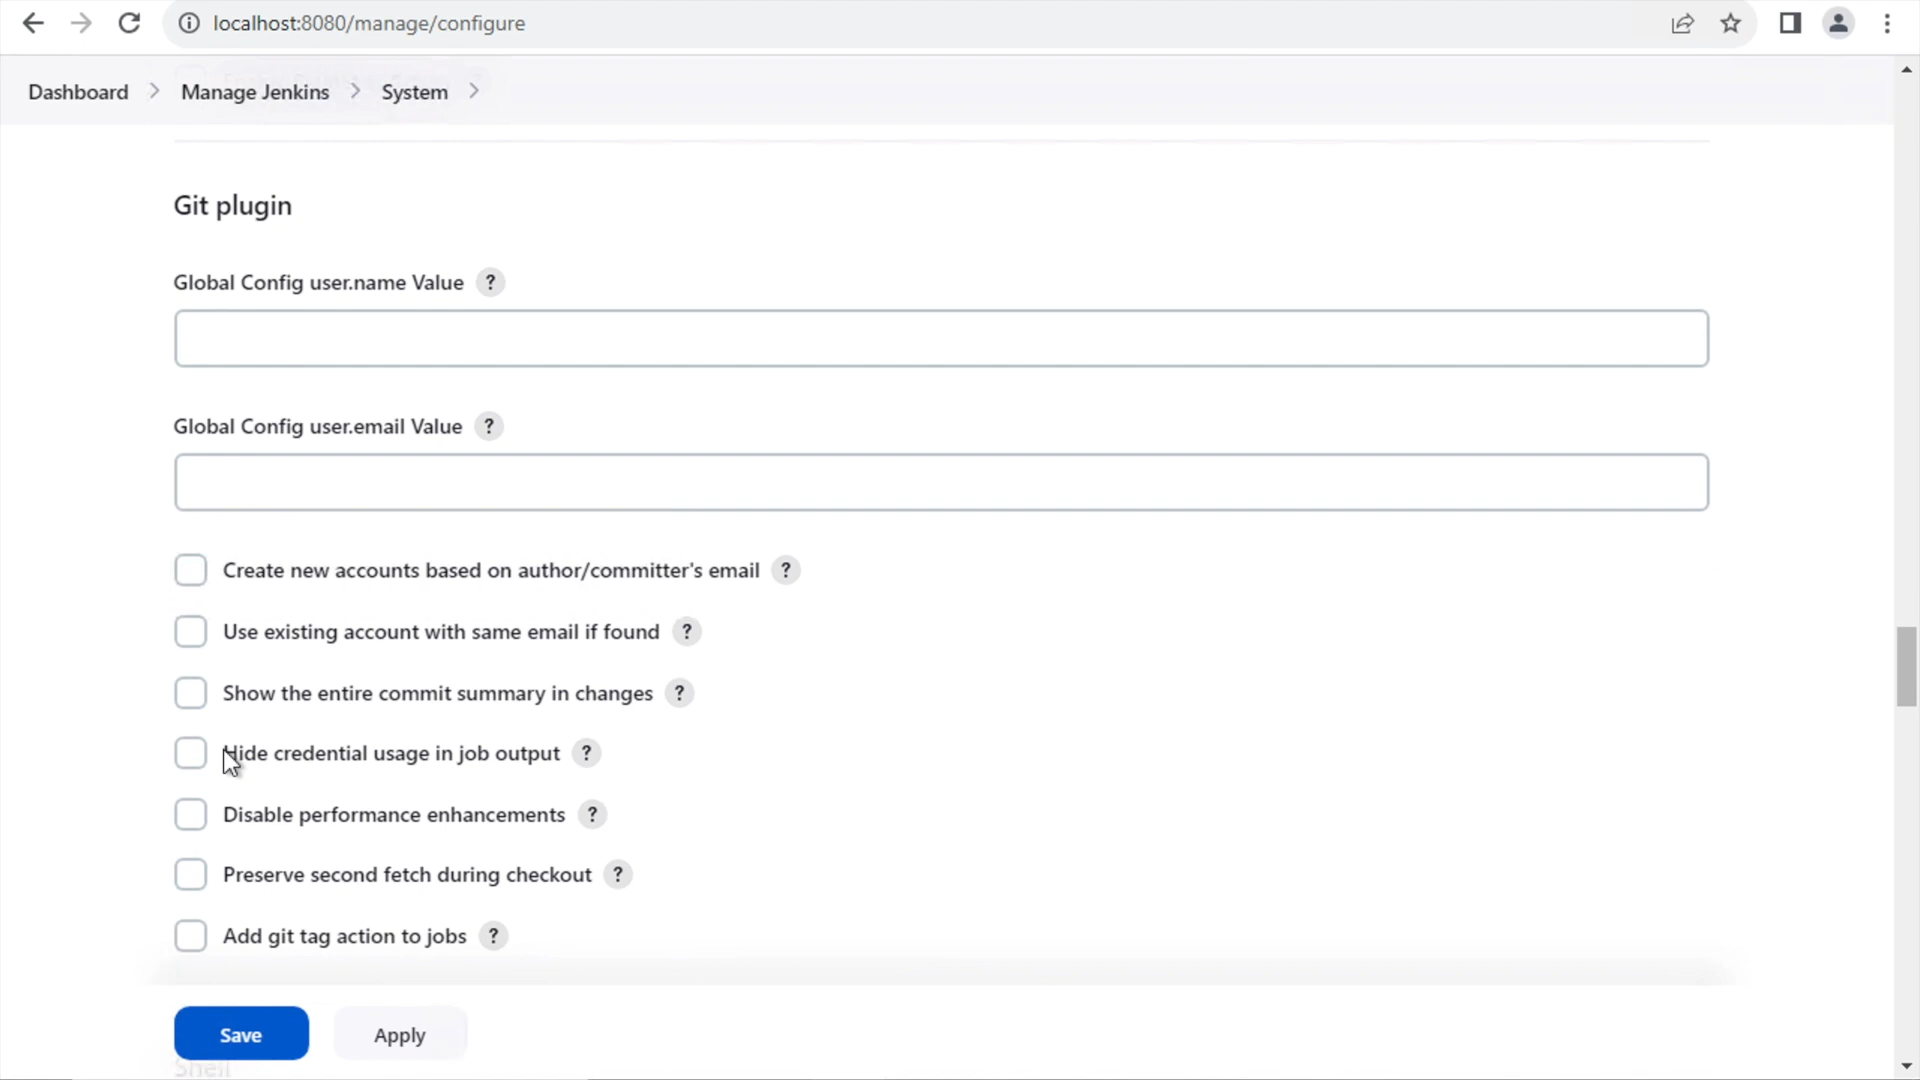 localhost:8080/manage/configure
Dashboard > Manage Jenkins > System >
Git plugin
Global Config user.name Value ?
Global Config user.email Value ?
Create new accounts based on author/committer's email ?
Use existing account with same email if found ?
Show the entire commit summary in changes ?
Hide credential usage in job output ?
Disable performance enhancements ?
Preserve second fetch during checkout ?
Add git tag action to jobs ?
Save Apply
Shell